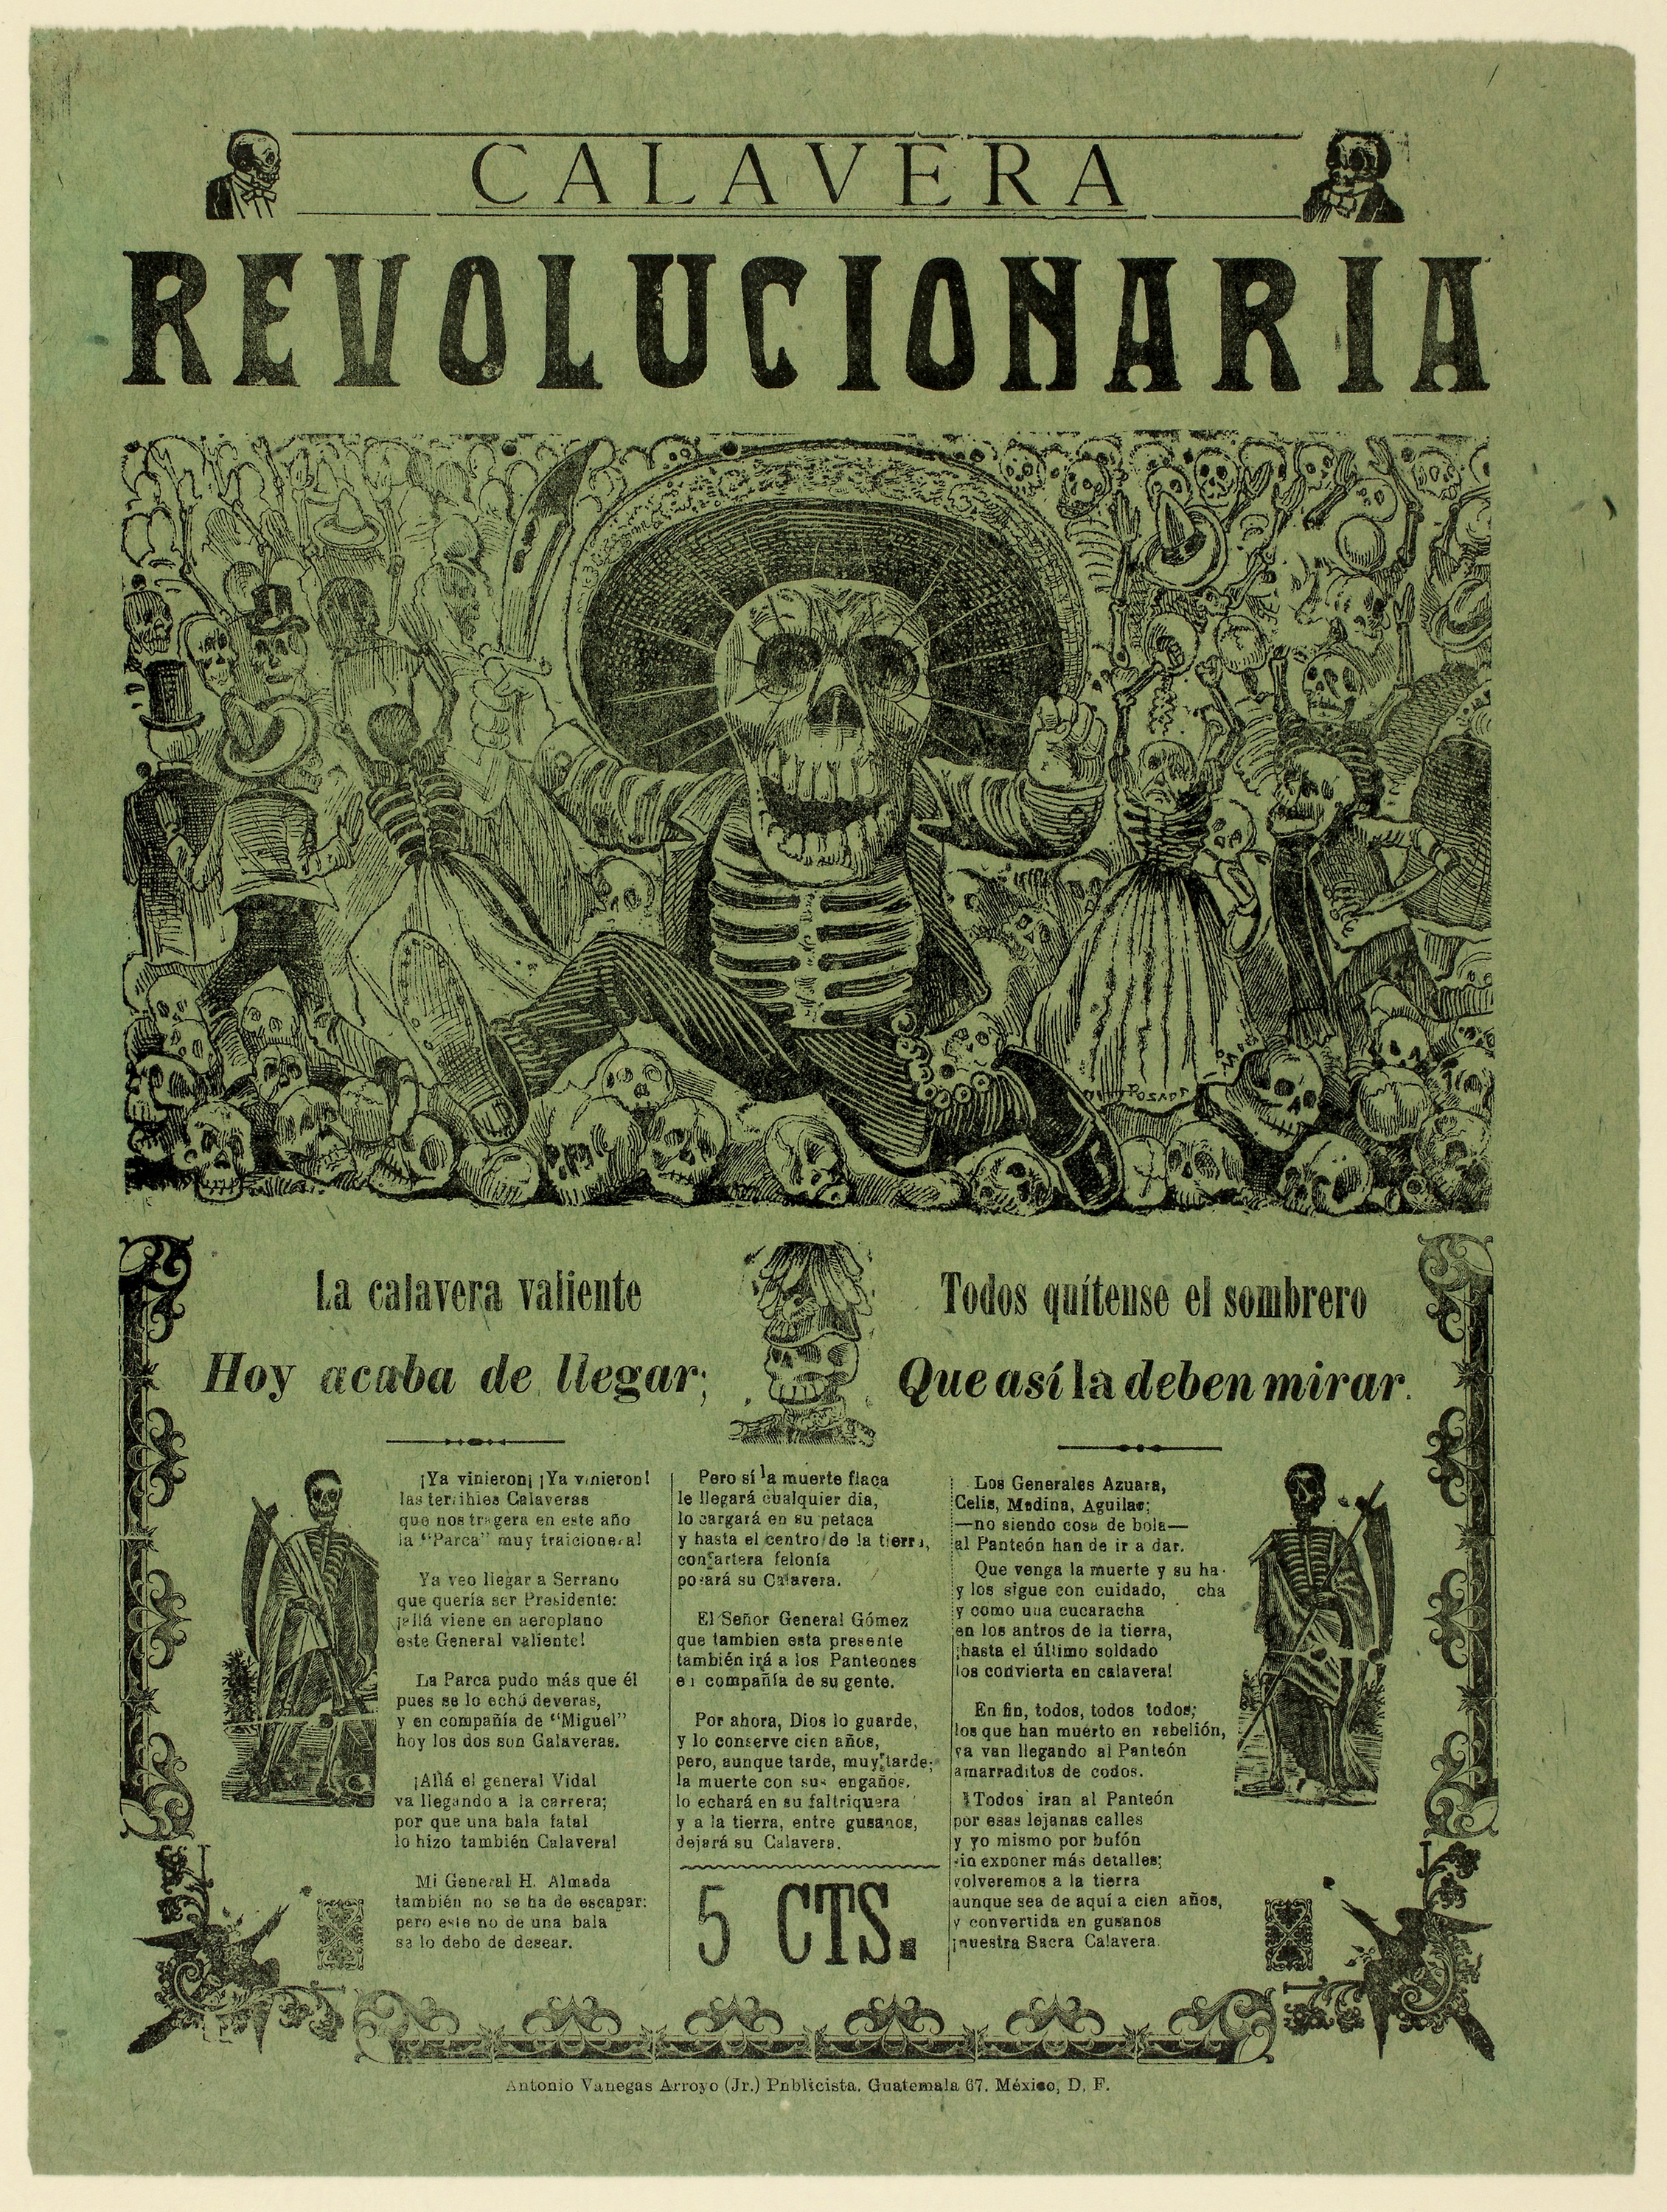 CALAVERA
REVOLUCIONARIA
POSADA
La calavera valiente
Hoy acaba de llegar;
Todos quítense el sombrero
Que así la deben mirar.
¡Ya vinieron¡ ¡Ya vinieron!
las terribles Calaveras
que nos tragera en este año
la “Parca” muy traicionera!
Ya veo llegar a Serrano
que quería ser Presidente:
¡allá viene en aeroplano
este General valiente!
La Parca pudo más que él
pues se lo echó deveras,
y en compañía de “Miguel”
hoy los dos son Calaveras.
¡Allá el general Vidal
va llegando a la carrera;
por que una bala fatal
lo hizo también Calavera!
Mi General H. Almada
también no se ha de escapar:
pero este no de una bala
se lo debo de desear.
Pero sí la muerte flaca
le llegará cualquier dia,
lo cargará en su petaca
y hasta el centro de la tierra,
con artera felonía
posará su Calavera.
El Señor General Gómez
que tambien esta presente
también irá a los Panteones
en compañía de su gente.
Por ahora, Dios lo guarde,
y lo conserve cien años,
pero, aunque tarde, muy tarde;
la muerte con sus engaños,
lo echará en su faltriquera
y a la tierra, entre gusanos,
dejará su Calavera.
5 CTS.
Los Generales Azuara,
Celis, Medina, Aguilar;
—no siendo cosa de bola—
al Panteón han de ir a dar.
Que venga la muerte y su ha-
y los sigue con cuidado, cha
y como una cucaracha
en los antros de la tierra,
¡hasta el último soldado
los convierta en calavera!
En fin, todos, todos todos;
los que han muerto en rebelión,
ya van llegando al Panteón
amarraditos de codos.
¡Todos iran al Panteón
por esas lejanas calles
y yo mismo por bufón
sin exponer más detalles;
volveremos a la tierra
aunque sea de aquí a cien años,
y convertida en gusanos
¡nuestra Sacra Calavera.
Antonio Vanegas Arroyo (Jr.) Pnblicista. Guatemala 67. México, D. F.